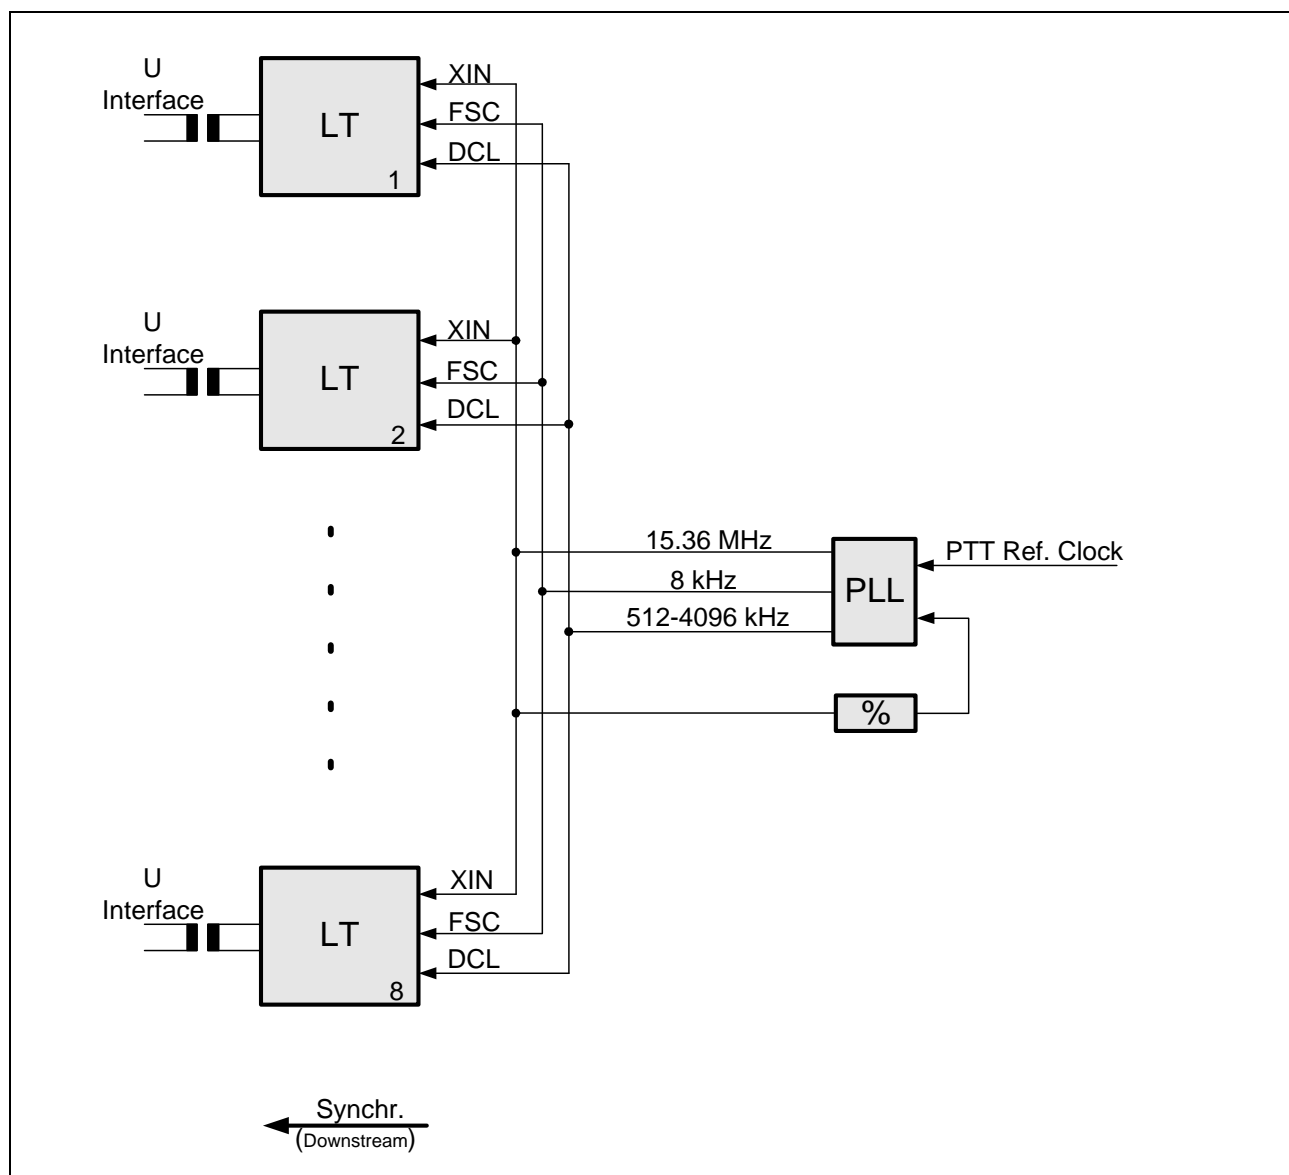 U
Interface
LT
1
XIN
FSC
DCL
U
Interface
LT
2
XIN
FSC
DCL
15.36 MHz
8 kHz
512-4096 kHz
PLL
PTT Ref. Clock
%
U
Interface
LT
8
XIN
FSC
DCL
Synchr.
(Downstream)